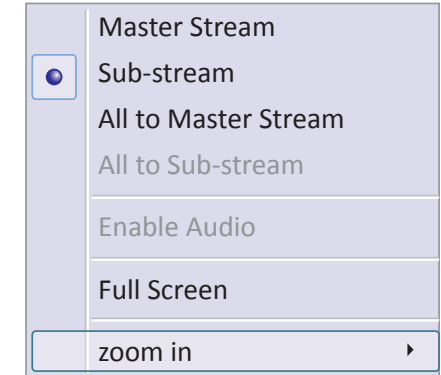 Master Stream
Sub-stream
All to Master Stream
All to Sub-stream
Enable Audio
Full Screen
zoom in